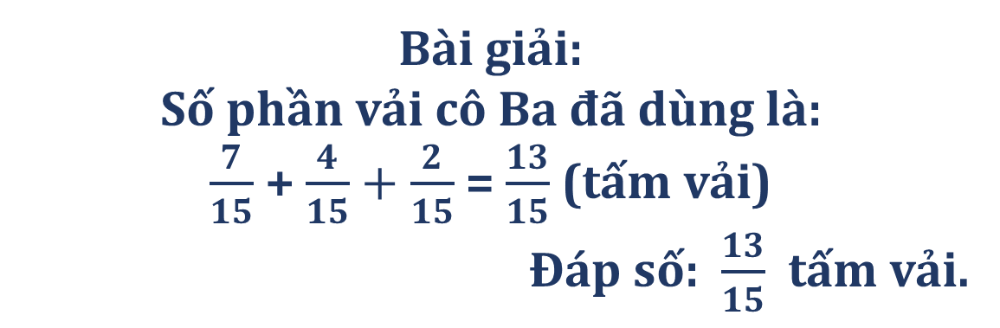 Bài giải:
Số phần vải cô Ba đã dùng là:
7/15 + 4/15 + 2/15 = 13/15 (tấm vải)
Đáp số: 13/15 tấm vải.